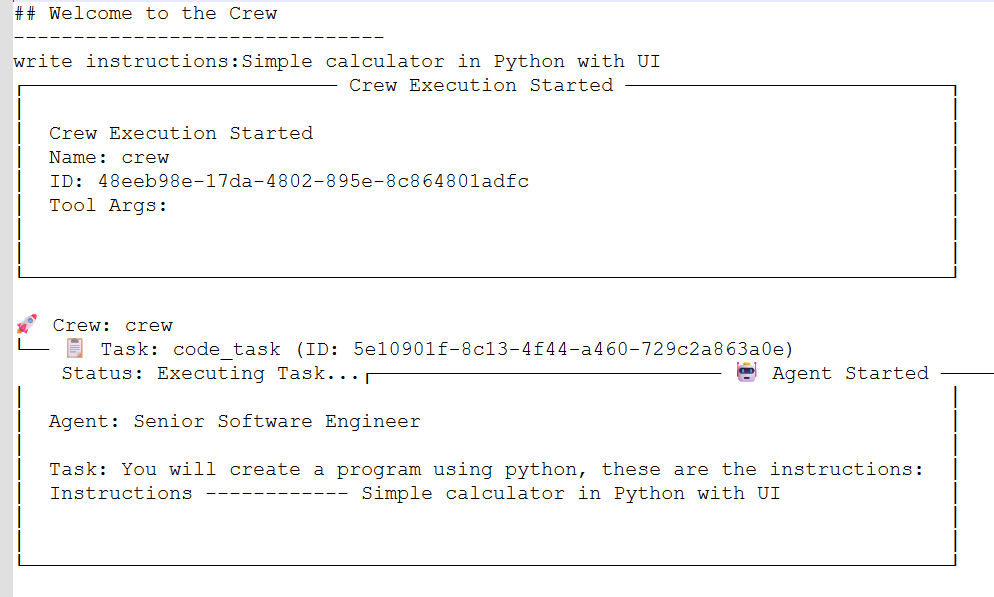 ## Welcome to the Crew
-------------------------------
write instructions:Simple calculator in Python with UI
Crew Execution Started
Crew Execution Started
Name: crew
ID: 48eeb98e-17da-4802-895e-8c864801adfc
Tool Args:
🚀 Crew: crew
└── 📋 Task: code_task (ID: 5e10901f-8c13-4f44-a460-729c2a863a0e)
Status: Executing Task...
🤖 Agent Started
Agent: Senior Software Engineer
Task: You will create a program using python, these are the instructions:
Instructions ------------ Simple calculator in Python with UI